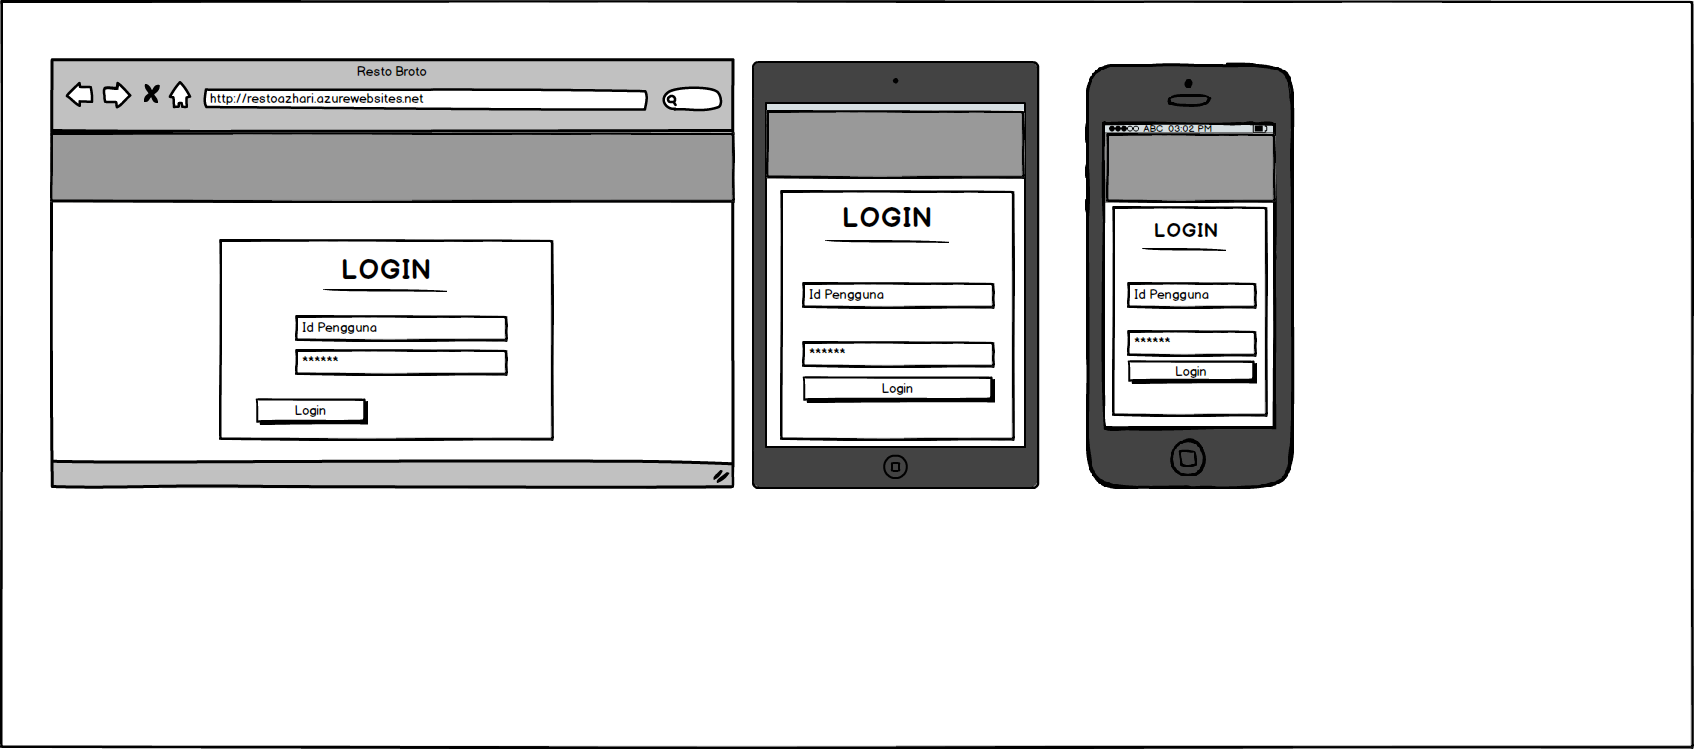 Resto Broto
http://restoazhari.azurewebsites.net
LOGIN
Id Pengguna
******
Login
LOGIN
Id Pengguna
******
Login
ABC 03:02 PM
LOGIN
Id Pengguna
******
Login